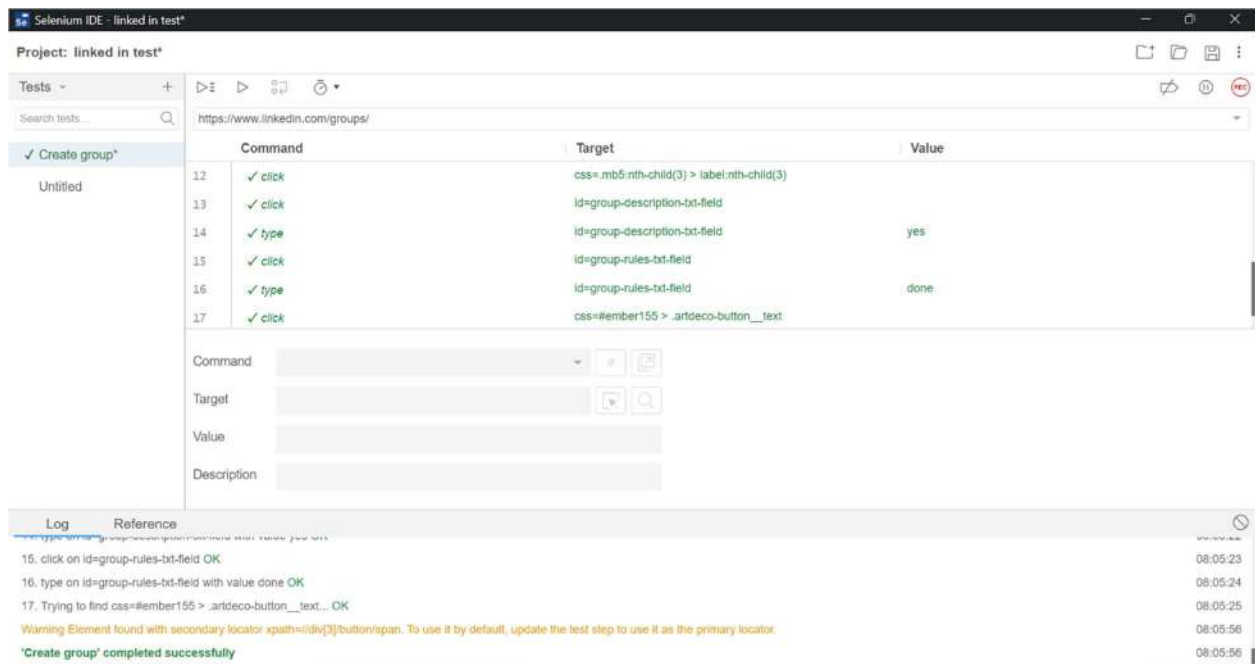 Selenium IDE - linked in test*
Project: linked in test*
Tests
Search tests...
https://www.linkedin.com/groups/
✓ Create group*
Untitled
Command Target Value
12 ✓ click css=.mb5:nth-child(3) > label:nth-child(3)
13 ✓ click id=group-description-txt-field
14 ✓ type id=group-description-txt-field yes
15 ✓ click id=group-rules-txt-field
16 ✓ type id=group-rules-txt-field done
17 ✓ click css=#ember155 > .artdeco-button__text
Command //
Target
Value
Description
Log Reference
15. click on id=group-rules-txt-field OK 08:05:23
16. type on id=group-rules-txt-field with value done OK 08:05:24
17. Trying to find css=#ember155 > .artdeco-button__text... OK 08:05:25
Warning Element found with secondary locator xpath=//div[3]/button/span. To use it by default, update the test step to use it as the primary locator. 08:05:56
'Create group' completed successfully 08:05:56